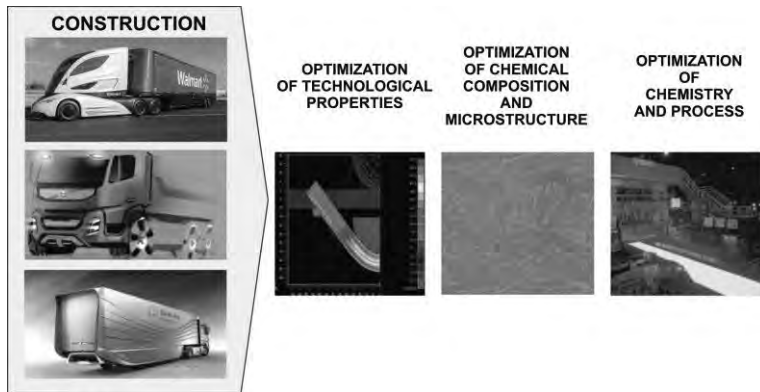 CONSTRUCTION
Walmart
OPTIMIZATION
OF TECHNOLOGICAL
PROPERTIES
OPTIMIZATION
OF CHEMICAL
COMPOSITION
AND
MICROSTRUCTURE
OPTIMIZATION
OF
CHEMISTRY
AND PROCESS